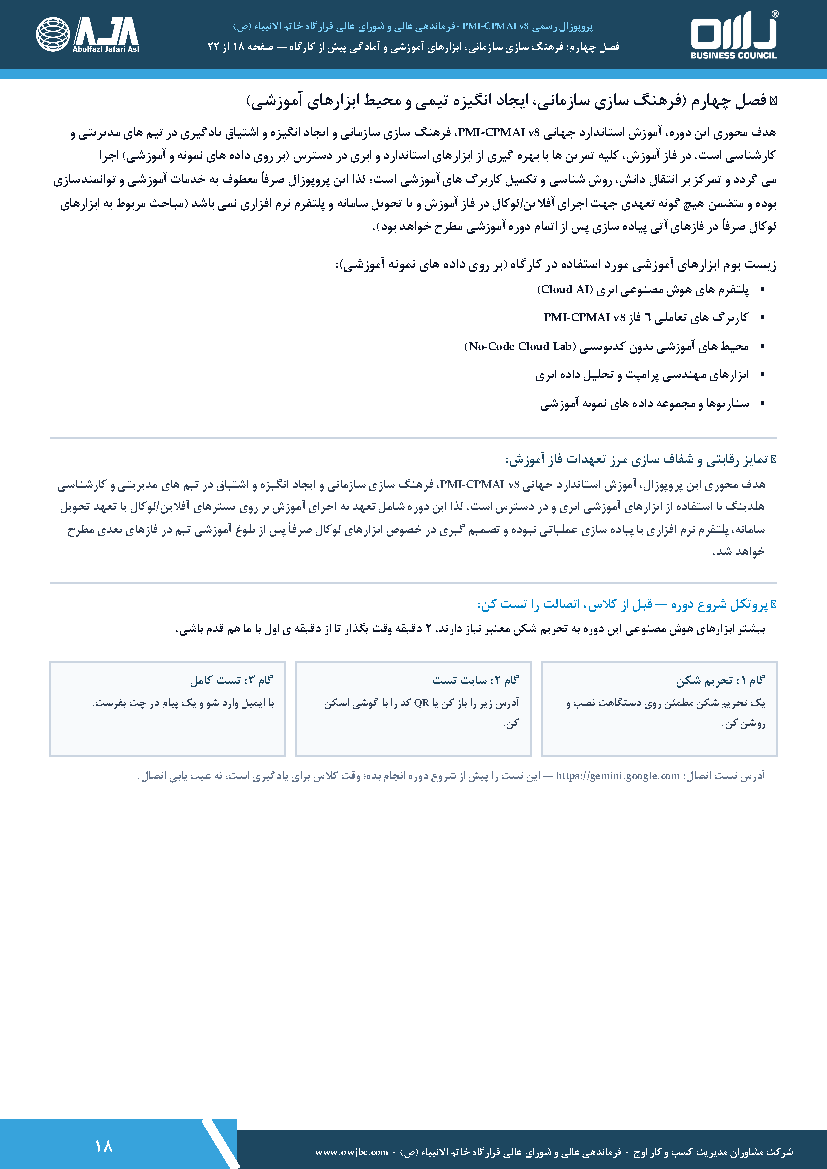 پروپوزال رسمی PMI-CPMAI v8 - فرماندهی عالی و شورای عالی قرارگاه خاتم الانبیاء (ص)
فصل چهارم: فرهنگ سازی سازمانی، ابزارهای آموزشی و آمادگی پیش از کارگاه — صفحه ۱۸ از ۲۲
AJA
Abolfazl Jafari Asl
BUSINESS COUNCIL
فصل چهارم (فرهنگ سازی سازمانی، ایجاد انگیزه تیمی و محیط ابزارهای آموزشی)
هدف محوری این دوره، آموزش استاندارد جهانی PMI-CPMAI v8، فرهنگ سازی سازمانی و ایجاد انگیزه و اشتیاق یادگیری در تیم های مدیریتی و
کارشناسی است. در فاز آموزش، کلیه تمرین ها با بهره گیری از ابزارهای استاندارد و ابری در دسترس (بر روی داده های نمونه و آموزشی) اجرا
می گردد و تمرکز بر انتقال دانش، روش شناسی و تکمیل کاربرگ های آموزشی است؛ لذا این پروپوزال صرفاً معطوف به خدمات آموزشی و توانمندسازی
بوده و متضمن هیچ گونه تعهدی جهت اجرای آفلاین/لوکال در فاز آموزش و یا تحویل سامانه و پلتفرم نرم افزاری نمی باشد (مباحث مربوط به ابزارهای
لوکال صرفاً در فازهای آتی پیاده سازی پس از اتمام دوره آموزشی مطرح خواهد بود).
زیست بوم ابزارهای آموزشی مورد استفاده در کارگاه (بر روی داده های نمونه آموزشی):
▪ پلتفرم های هوش مصنوعی ابری (Cloud AI)
▪ کاربرگ های تعاملی ۶ فاز PMI-CPMAI v8
▪ محیط های آموزشی بدون کدنویسی (No-Code Cloud Lab)
▪ ابزارهای مهندسی پرامپت و تحلیل داده ابری
▪ سناریوها و مجموعه داده های نمونه آموزشی
تمایز رقابتی و شفاف سازی مرز تعهدات فاز آموزش:
هدف محوری این پروپوزال، آموزش استاندارد جهانی PMI-CPMAI v8، فرهنگ سازی سازمانی و ایجاد انگیزه و اشتیاق در تیم های مدیریتی و کارشناسی
هلدینگ با استفاده از ابزارهای آموزشی ابری و در دسترس است. لذا این دوره شامل تعهد به اجرای آموزش بر روی بسترهای آفلاین/لوکال یا تعهد تحویل
سامانه، پلتفرم نرم افزاری یا پیاده سازی عملیاتی نبوده و تصمیم گیری در خصوص ابزارهای لوکال صرفاً پس از بلوغ آموزشی تیم در فازهای بعدی مطرح
خواهد شد.
پروتکل شروع دوره — قبل از کلاس، اتصالت را تست کن:
بیشتر ابزارهای هوش مصنوعی این دوره به تحریم شکن معتبر نیاز دارند. ۲ دقیقه وقت بگذار تا از دقیقه ی اول با ما هم قدم باشی.
گام ۱: تحریم شکن
یک تحریم شکن مطمئن روی دستگاهت نصب و
روشن کن.
گام ۲: سایت تست
آدرس زیر را باز کن یا QR کد را با گوشی اسکن
کن.
گام ۳: تست کامل
با ایمیل وارد شو و یک پیام در چت بفرست.
آدرس تست اتصال: https://gemini.google.com — این تست را پیش از شروع دوره انجام بده؛ وقت کلاس برای یادگیری است، نه عیب یابی اتصال.
شرکت مشاوران مدیریت کسب و کار اوج - فرماندهی عالی و شورای عالی قرارگاه خاتم الانبیاء (ص) - www.owjbc.com
۱۸